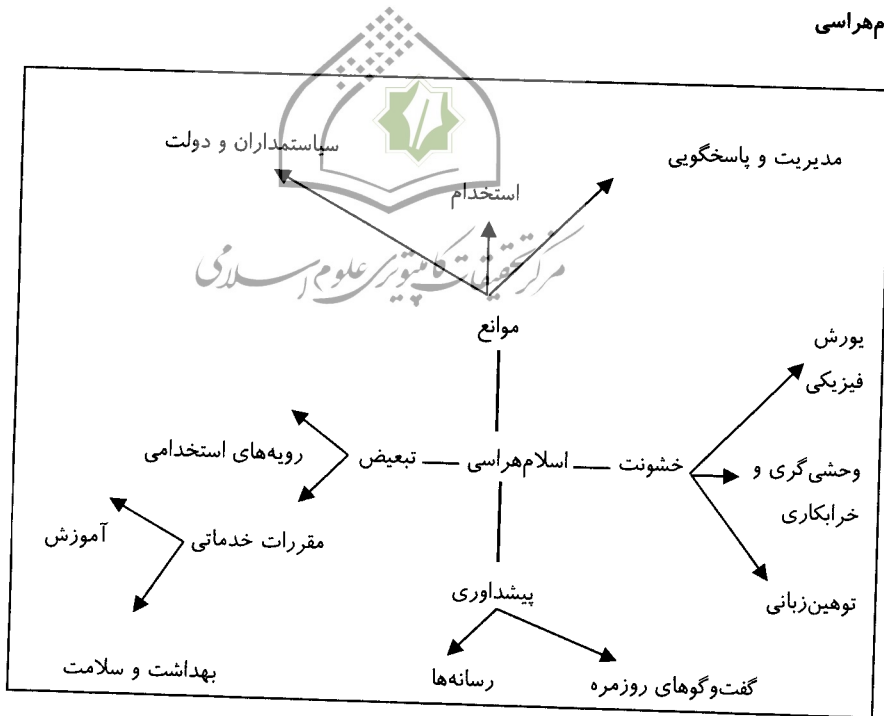 م‌هراسی
سیاستمداران و دولت
مدیریت و پاسخگویی
استخدام
مرکز تحقیقات کامپیوتری علوم اسلامی
موانع
یورش
فیزیکی
خشونت
اسلام‌هراسی
تبعیض
رویه‌های استخدامی
وحشی‌گری و
خرابکاری
مقررات خدماتی
آموزش
پیشداوری
توهین‌زبانی
گفت‌وگوهای روزمره
رسانه‌ها
بهداشت و سلامت